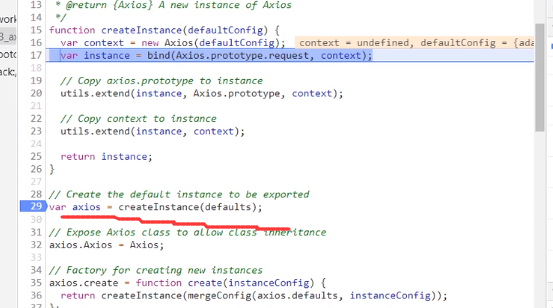 work
3_ax
ootc
ack:,
13 * @return {Axios} A new instance of Axios
14 */
15 function createInstance(defaultConfig) {
16 var context = new Axios(defaultConfig); context = undefined, defaultConfig = {ada
17 var instance = bind(Axios.prototype.request, context);
18
19 // Copy axios.prototype to instance
20 utils.extend(instance, Axios.prototype, context);
21
22 // Copy context to instance
23 utils.extend(instance, context);
24
25 return instance;
26 }
27
28 // Create the default instance to be exported
29 var axios = createInstance(defaults);
30
31 // Expose Axios class to allow class inheritance
32 axios.Axios = Axios;
33
34 // Factory for creating new instances
35 axios.create = function create(instanceConfig) {
36 return createInstance(mergeConfig(axios.defaults, instanceConfig));